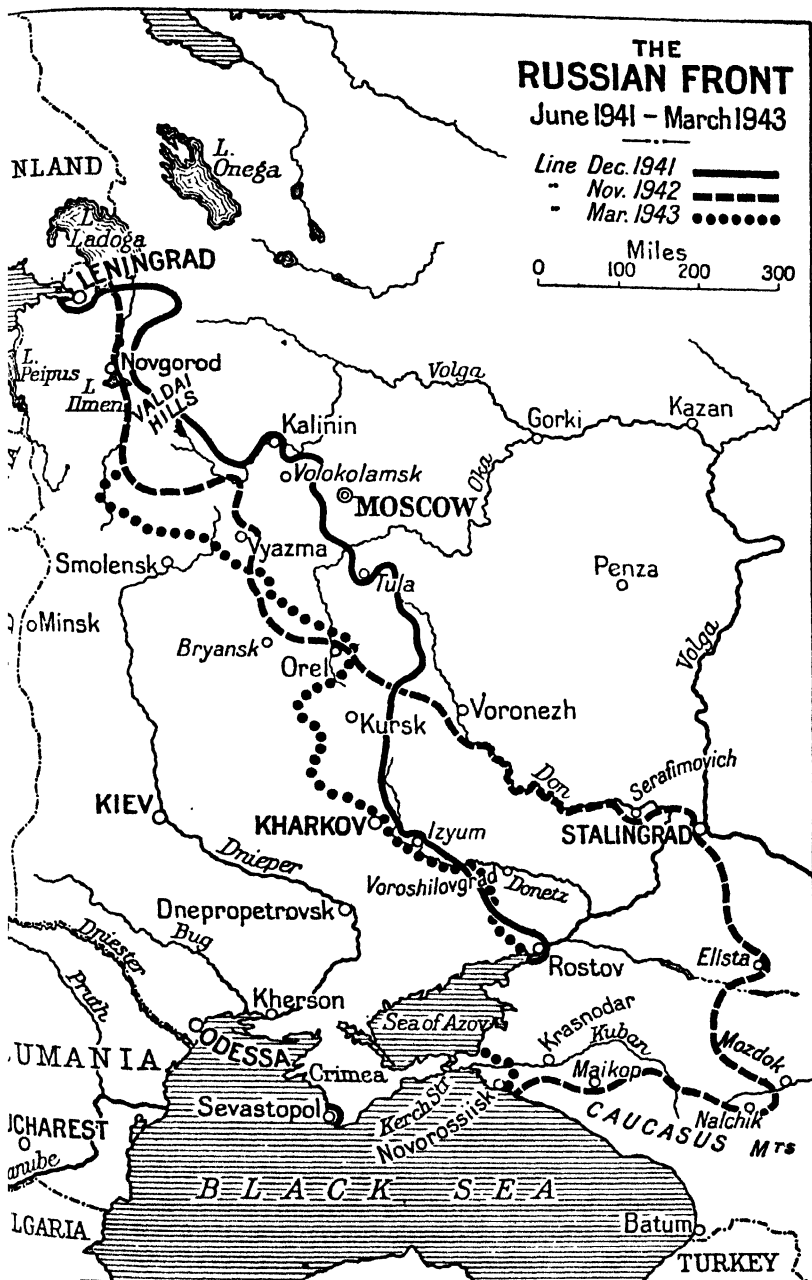 THE
RUSSIAN FRONT
June 1941 – March 1943
Line Dec. 1941
" Nov. 1942
" Mar. 1943
Miles
0 100 200 300
NLAND
L. Onega
L. Ladoga
LENINGRAD
L. Peipus
Novgorod
L. Ilmen
VALDAI HILLS
Volga
Kalinin
Gorki
Kazan
Volokolamsk
Oka
MOSCOW
Vyazma
Smolensk
Tula
Penza
Minsk
Bryansk
Orel
Volga
Kursk
Voronezh
Don
Serafimovich
KIEV
KHARKOV
Izyum
STALINGRAD
Dnieper
Voroshilovgrad
Donetz
Dnepropetrovsk
Bug
Dniester
Rostov
Elista
Pruth
Kherson
Sea of Azov
Krasnodar
Kuban
ODESSA
UMANIA
Crimea
Maikop
Mozdok
Sevastopol
Kerch Str
Novorossiisk
Nalchik
CAUCASUS MTS
UCHAREST
anube
BLACK SEA
LGARIA
Batum
TURKEY